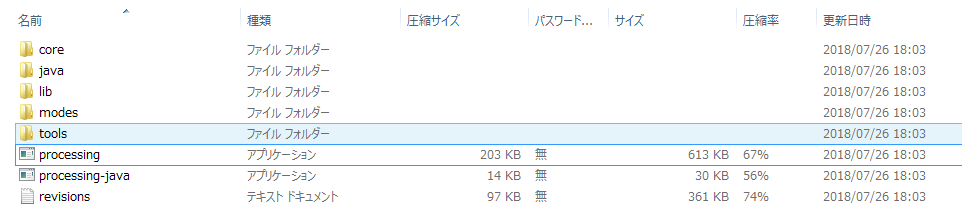 名前 種類 圧縮サイズ パスワード... サイズ 圧縮率 更新日時
core ファイル フォルダー 2018/07/26 18:03
java ファイル フォルダー 2018/07/26 18:03
lib ファイル フォルダー 2018/07/26 18:03
modes ファイル フォルダー 2018/07/26 18:03
tools ファイル フォルダー 2018/07/26 18:03
processing アプリケーション 203 KB 無 613 KB 67% 2018/07/26 18:03
processing-java アプリケーション 14 KB 無 30 KB 56% 2018/07/26 18:03
revisions テキスト ドキュメント 97 KB 無 361 KB 74% 2018/07/26 18:03